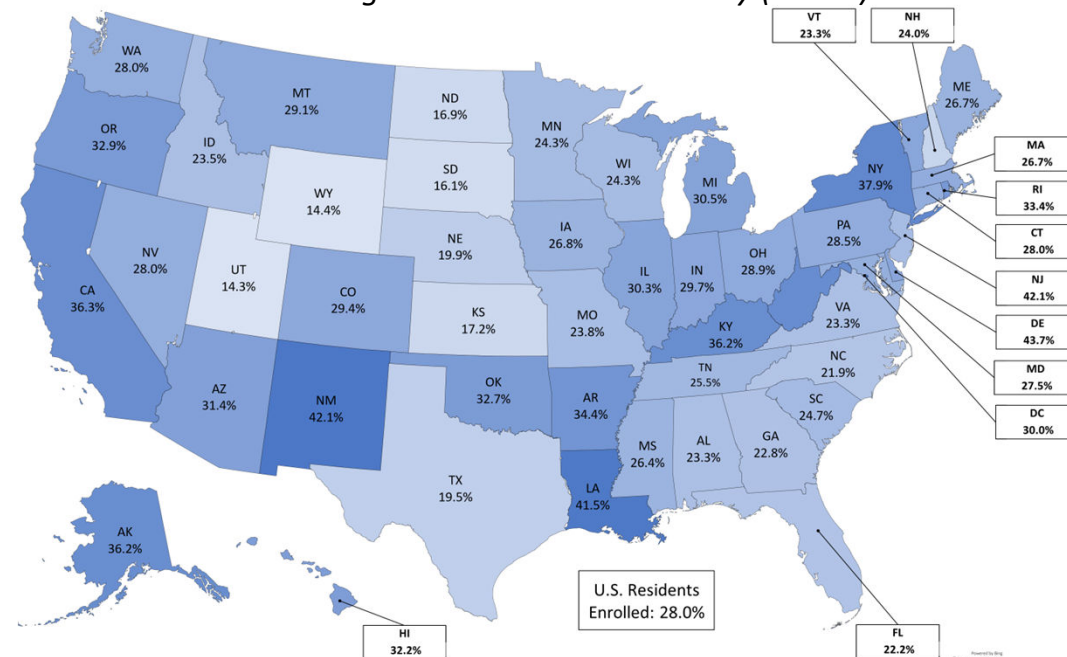 VT
23.3%
NH
24.0%
WA
28.0%
MT
29.1%
ND
16.9%
MN
24.3%
ME
26.7%
OR
32.9%
ID
23.5%
SD
16.1%
WI
24.3%
MI
30.5%
NY
37.9%
MA
26.7%
RI
33.4%
WY
14.4%
CT
28.0%
NV
28.0%
UT
14.3%
NE
19.9%
IA
26.8%
IL
30.3%
IN
29.7%
OH
28.9%
PA
28.5%
NJ
42.1%
CA
36.3%
CO
29.4%
KS
17.2%
MO
23.8%
KY
36.2%
VA
23.3%
DE
43.7%
MD
27.5%
DC
30.0%
AZ
31.4%
NM
42.1%
OK
32.7%
AR
34.4%
TN
25.5%
NC
21.9%
SC
24.7%
TX
19.5%
LA
41.5%
MS
26.4%
AL
23.3%
GA
22.8%
AK
36.2%
HI
32.2%
U.S. Residents
Enrolled: 28.0%
FL
22.2%
Powered by Bing